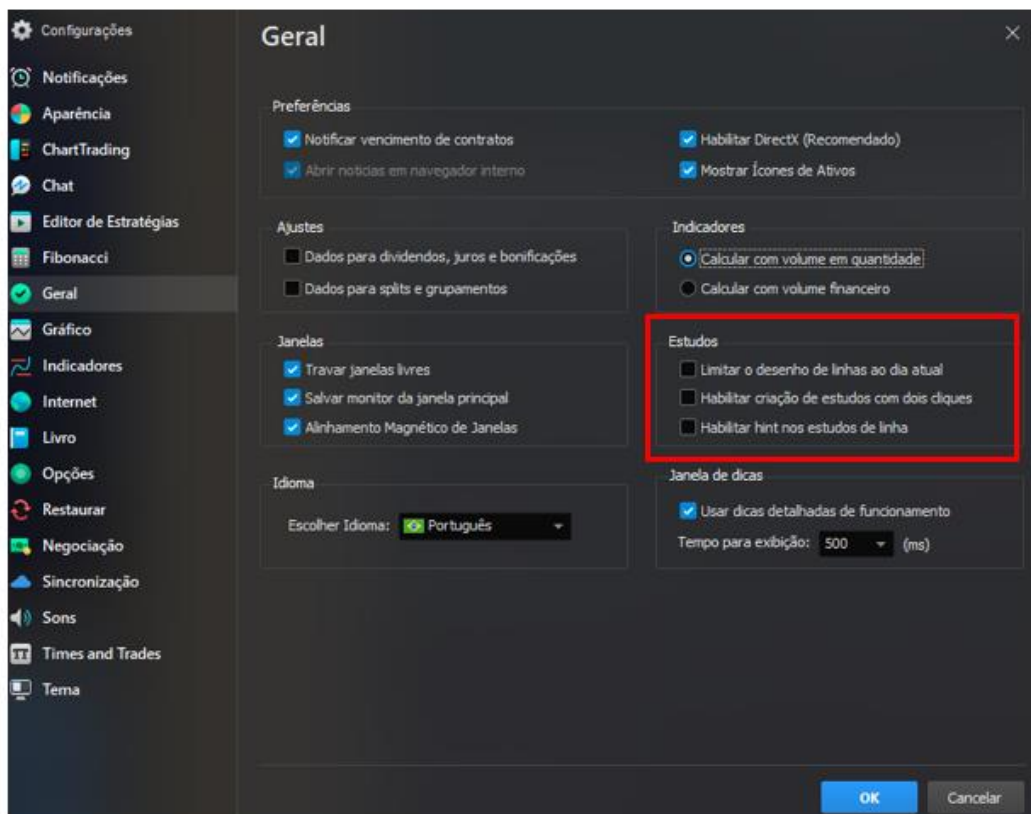 Configurações
Notificações
Aparência
ChartTrading
Chat
Editor de Estratégias
Fibonacci
Geral
Gráfico
Indicadores
Internet
Livro
Opções
Restaurar
Negociação
Sincronização
Sons
Times and Trades
Tema
Geral
Preferências
Notificar vencimento de contratos
Habilitar DirectX (Recomendado)
Abrir notícias em navegador interno
Mostrar Ícones de Ativos
Ajustes
Dados para dividendos, juros e bonificações
Dados para splits e grupamentos
Indicadores
Calcular com volume em quantidade
Calcular com volume financeiro
Janelas
Travar janelas livres
Salvar monitor da janela principal
Alinhamento Magnético de Janelas
Estudos
Limitar o desenho de linhas ao dia atual
Habilitar criação de estudos com dois cliques
Habilitar hint nos estudos de linha
Idioma
Escolher Idioma: Português
Janela de dicas
Usar dicas detalhadas de funcionamento
Tempo para exibição: 500 (ms)
OK Cancelar